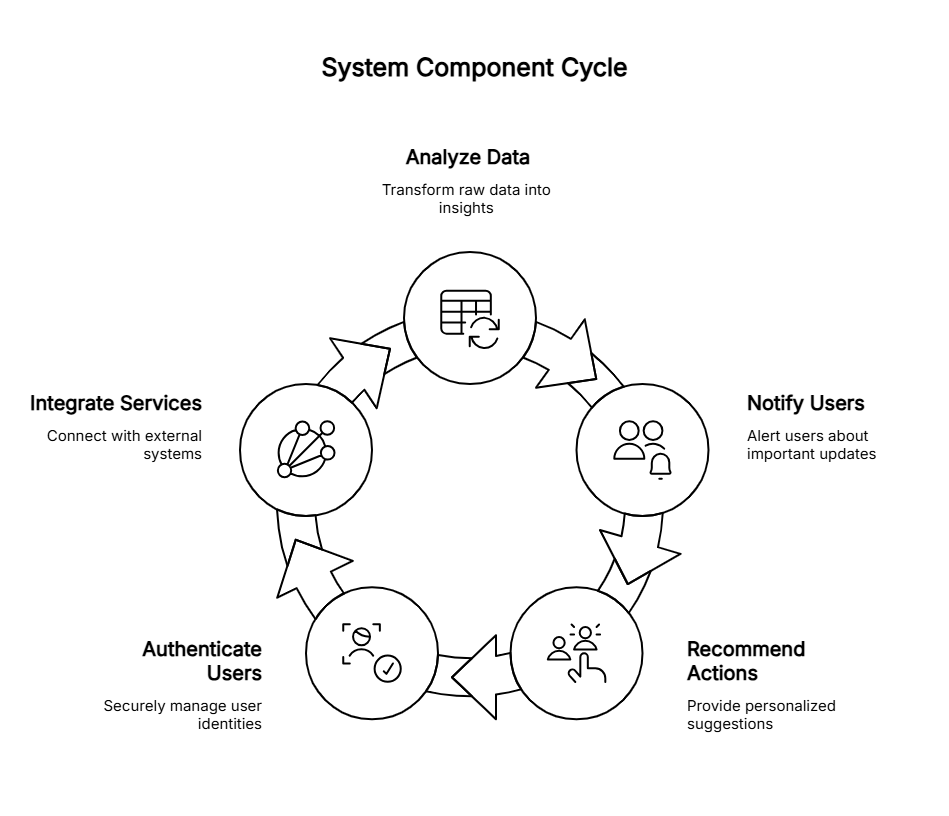 System Component Cycle
Analyze Data
Transform raw data into
insights
Notify Users
Alert users about
important updates
Recommend
Actions
Provide personalized
suggestions
Authenticate
Users
Securely manage user
identities
Integrate Services
Connect with external
systems